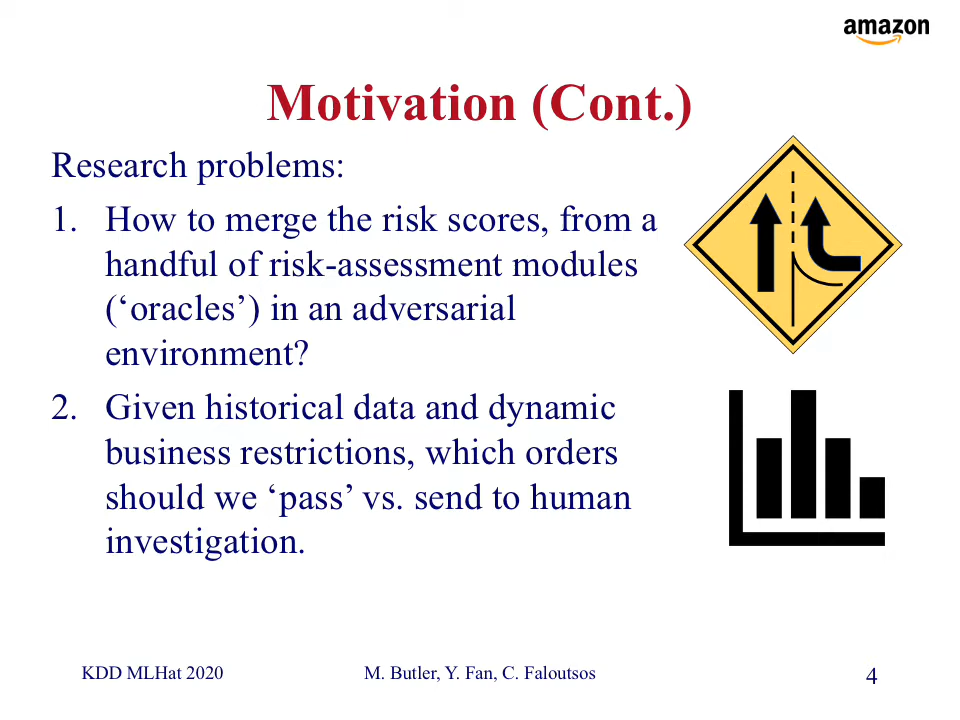 amazon
Motivation (Cont.)
Research problems:
1. How to merge the risk scores, from a
handful of risk-assessment modules
(‘oracles’) in an adversarial
environment?
2. Given historical data and dynamic
business restrictions, which orders
should we ‘pass’ vs. send to human
investigation.
KDD MLHat 2020
M. Butler, Y. Fan, C. Faloutsos
4